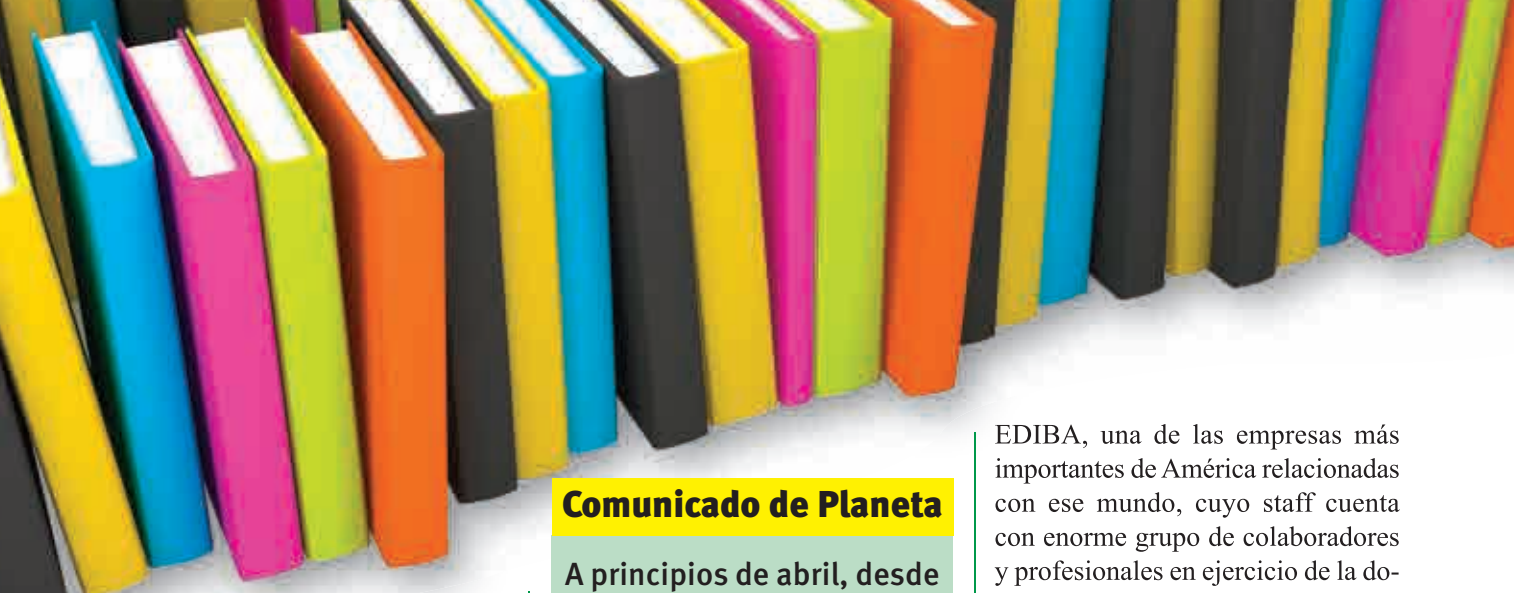 Comunicado de Planeta
A principios de abril, desde
EDIBA, una de las empresas más
importantes de América relacionadas
con ese mundo, cuyo staff cuenta
con enorme grupo de colaboradores
y profesionales en ejercicio de la do-